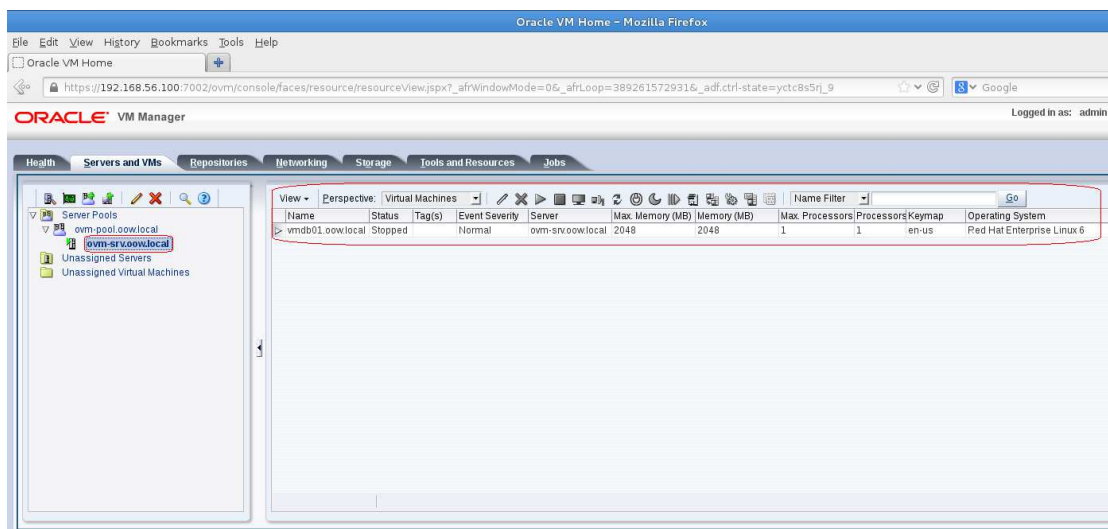 Oracle VM Home - Mozilla Firefox
File Edit View History Bookmarks Tools Help
Oracle VM Home
https://192.168.56.100:7002/ovm/console/faces/resource/resourceView.jspx?_afrWindowMode=0&_afrLoop=389261572931&_adf.ctrl-state=yctc8s5rj_9 Google
ORACLE VM Manager Logged in as: admin
Health Servers and VMs Repositories Networking Storage Tools and Resources Jobs
View Perspective: Virtual Machines Name Filter Go
Name Status Tag(s) Event Severity Server Max. Memory (MB) Memory (MB) Max. Processors Processors Keymap Operating System
vmdb01.oow.local Stopped Normal ovm-srv.oow.local 2048 2048 1 1 en-us Red Hat Enterprise Linux 6
Server Pools
ovm-pool.oow.local
ovm-srv.oow.local
Unassigned Servers
Unassigned Virtual Machines